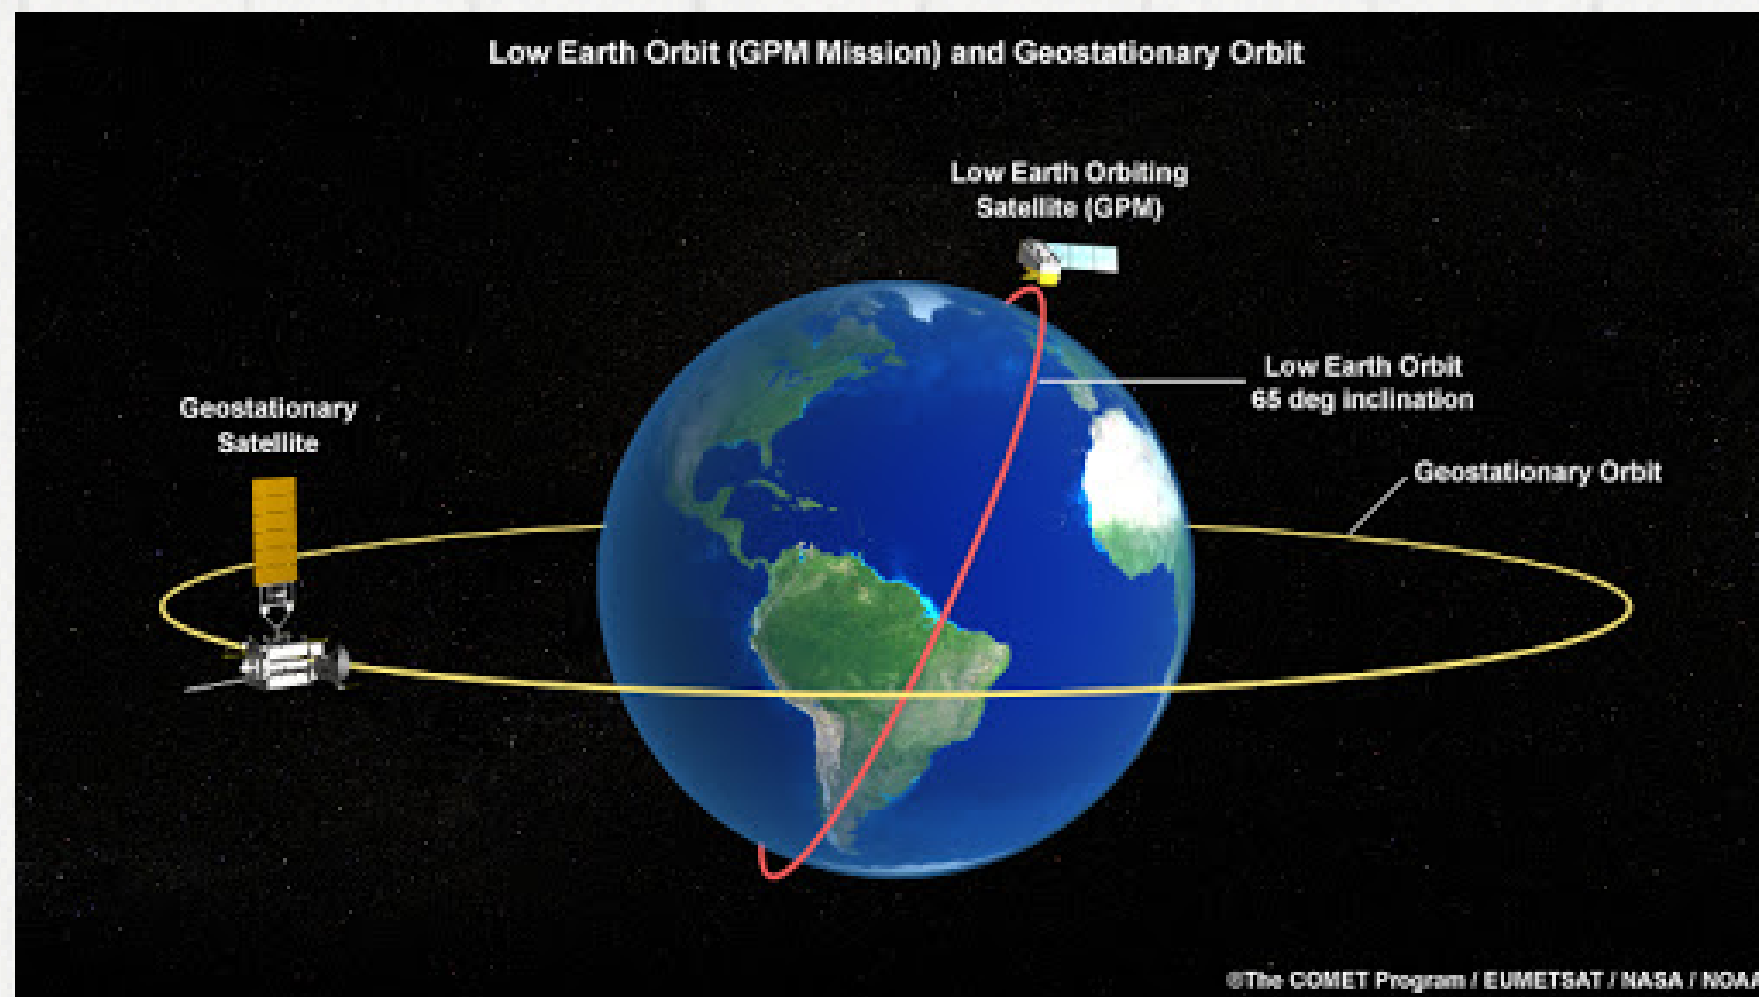 Low Earth Orbit (GPM Mission) and Geostationary Orbit
Low Earth Orbiting
Satellite (GPM)
Low Earth Orbit
65 deg inclination
Geostationary
Satellite
Geostationary Orbit
©The COMET Program / EUMETSAT / NASA / NOAA